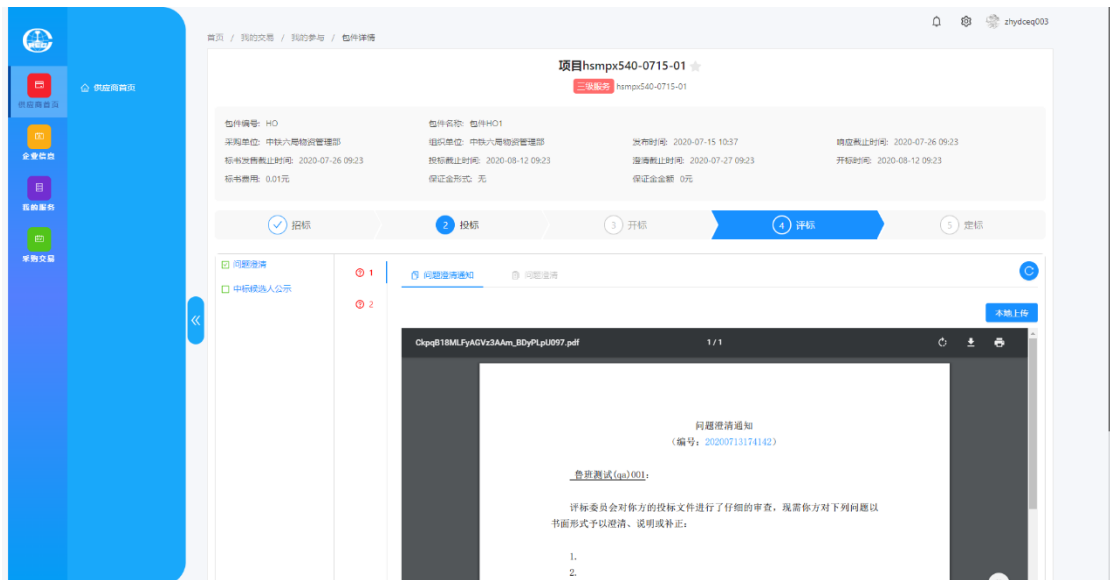 zhydceq003
首页 / 我的交易 / 我的参与 / 包件详情
供应商首页
供应商首页
企业信息
我的服务
采购交易
项目hsmpx540-0715-01
三级服务 hsmpx540-0715-01
包件编号: HO 包件名称: 包件HO1
采购单位: 中铁六局物资管理部 组织单位: 中铁六局物资管理部 发布时间: 2020-07-15 10:37 响应截止时间: 2020-07-26 09:23
标书发售截止时间: 2020-07-26 09:23 投标截止时间: 2020-08-12 09:23 澄清截止时间: 2020-07-27 09:23 开标时间: 2020-08-12 09:23
标书费用: 0.01元 保证金形式: 无 保证金金额 0元
招标 2 投标 3 开标 4 评标 5 定标
问题澄清
中标候选人公示
1
2
问题澄清通知 问题澄清
本地上传
CkpqB18MLFyAGVz3AAm_BDyPLpU097.pdf 1 / 1
问题澄清通知
(编号: 20200713174142)
鲁班测试(qa)001:
评标委员会对你方的投标文件进行了仔细的审查，现需你方对下列问题以
书面形式予以澄清、说明或补正:
1.
2.